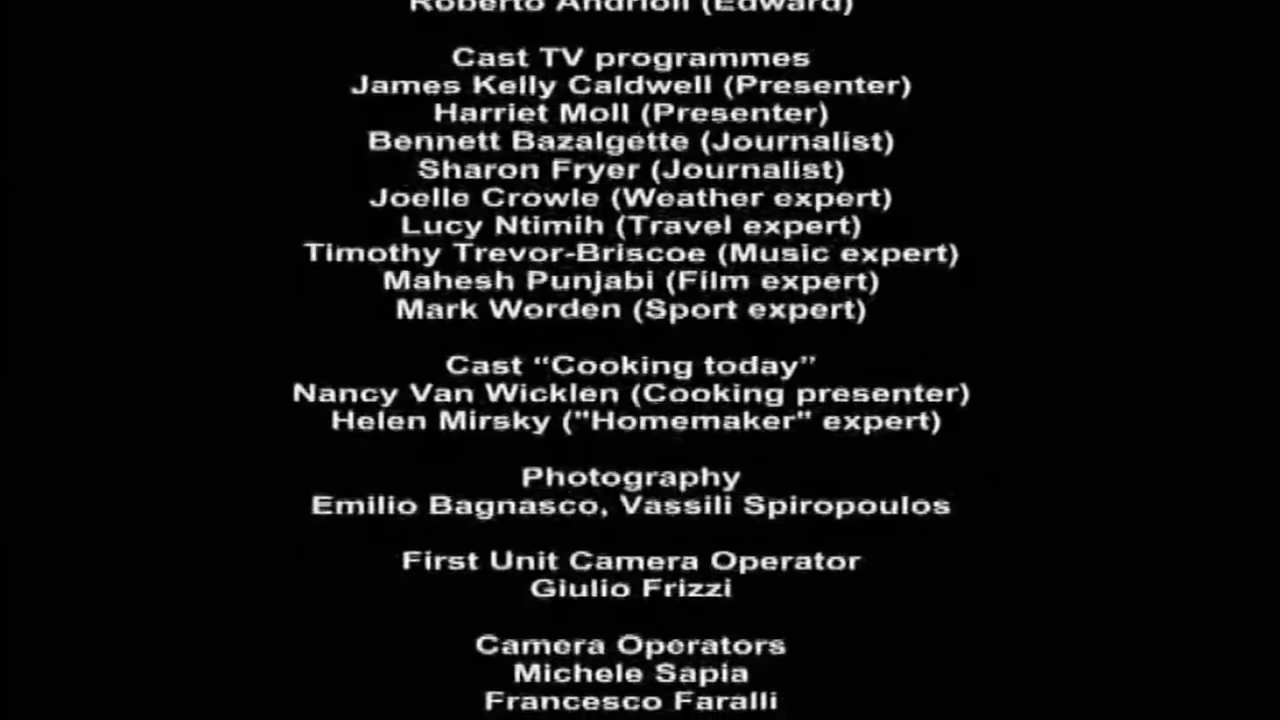 Roberto Andrioli (Edward)
Cast TV programmes
James Kelly Caldwell (Presenter)
Harriet Moll (Presenter)
Bennett Bazalgette (Journalist)
Sharon Fryer (Journalist)
Joelle Crowle (Weather expert)
Lucy Ntimih (Travel expert)
Timothy Trevor-Briscoe (Music expert)
Mahesh Punjabi (Film expert)
Mark Worden (Sport expert)
Cast “Cooking today”
Nancy Van Wicklen (Cooking presenter)
Helen Mirsky ("Homemaker" expert)
Photography
Emilio Bagnasco, Vassili Spiropoulos
First Unit Camera Operator
Giulio Frizzi
Camera Operators
Michele Sapia
Francesco Faralli